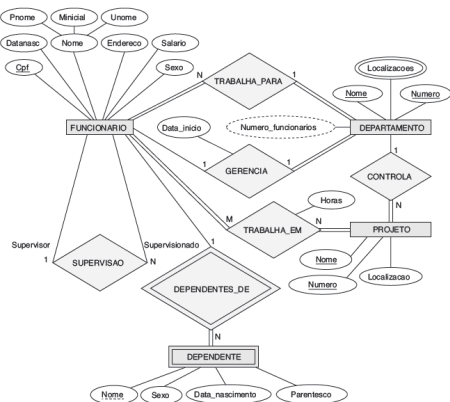 Pnome
Minicial
Unome
Datanasc
Nome
Endereco
Salario
Localizacoes
Cpf
Sexo
N
TRABALHA_PARA
1
Nome
Numero
FUNCIONARIO
Data_inicio
Numero_funcionarios
DEPARTAMENTO
1
GERENCIA
1
1
CONTROLA
N
Horas
M
TRABALHA_EM
N
PROJETO
Supervisor
1
SUPERVISAO
Supervisionado
N
1
Nome
Numero
Localizacao
DEPENDENTES_DE
N
DEPENDENTE
Nome
Sexo
Data_nascimento
Parentesco